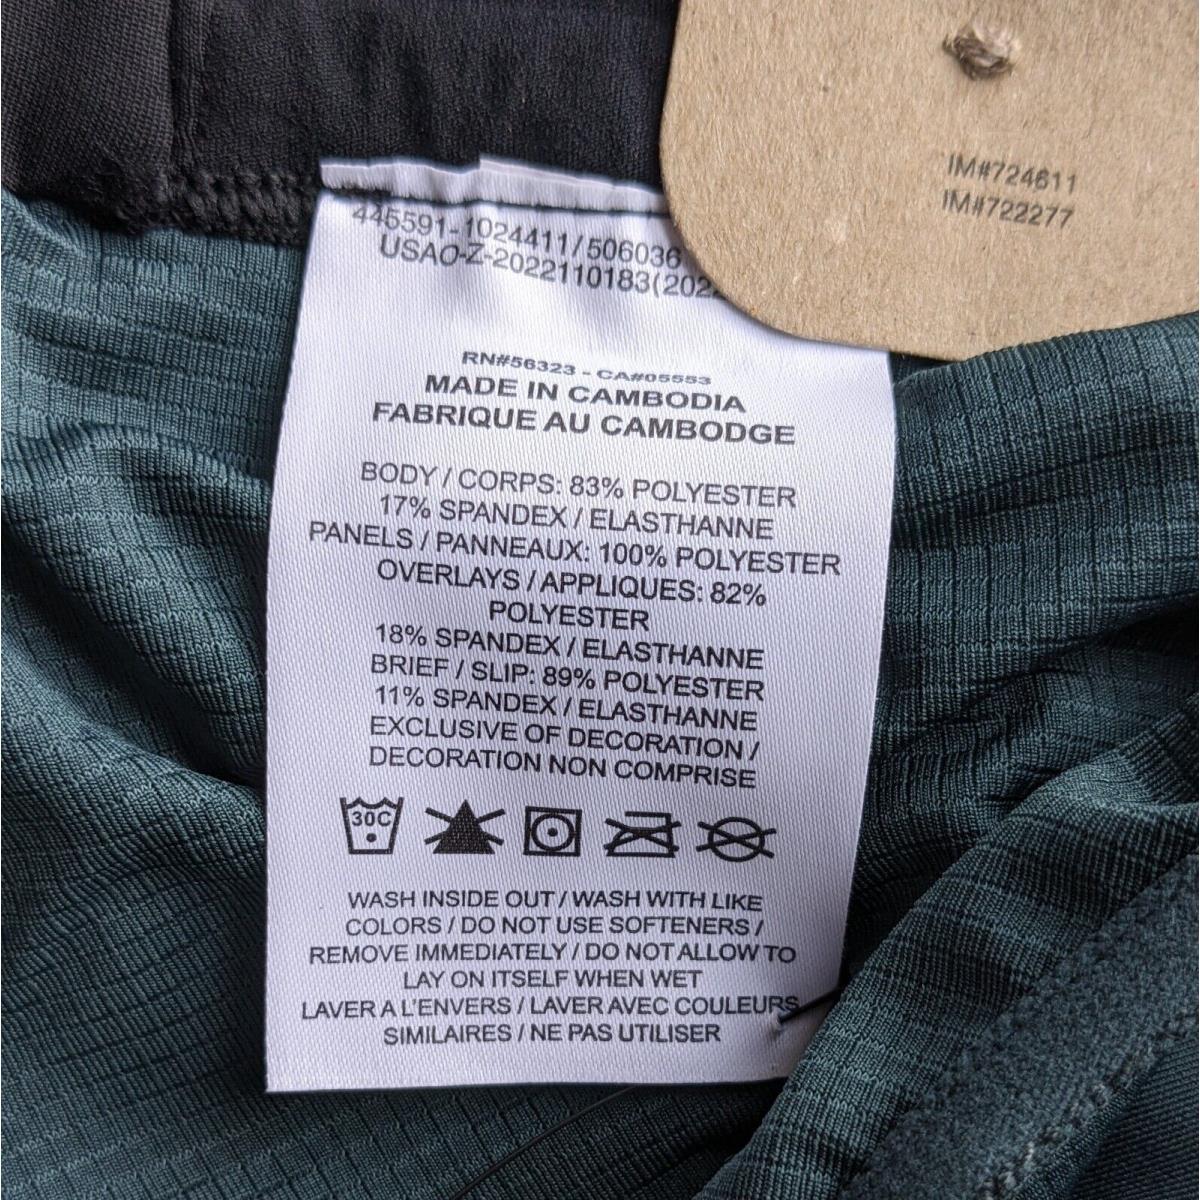 IM#724611
IM#722277
445591-1024411/506036
USAO-Z-2022110183(202
RN#56323 - CA#05553
MADE IN CAMBODIA
FABRIQUE AU CAMBODGE
BODY / CORPS: 83% POLYESTER
17% SPANDEX / ELASTHANNE
PANELS / PANNEAUX: 100% POLYESTER
OVERLAYS / APPLIQUES: 82%
POLYESTER
18% SPANDEX / ELASTHANNE
BRIEF / SLIP: 89% POLYESTER
11% SPANDEX / ELASTHANNE
EXCLUSIVE OF DECORATION /
DECORATION NON COMPRISE
30C
WASH INSIDE OUT / WASH WITH LIKE
COLORS / DO NOT USE SOFTENERS /
REMOVE IMMEDIATELY / DO NOT ALLOW TO
LAY ON ITSELF WHEN WET
LAVER A L'ENVERS / LAVER AVEC COULEURS
SIMILAIRES / NE PAS UTILISER